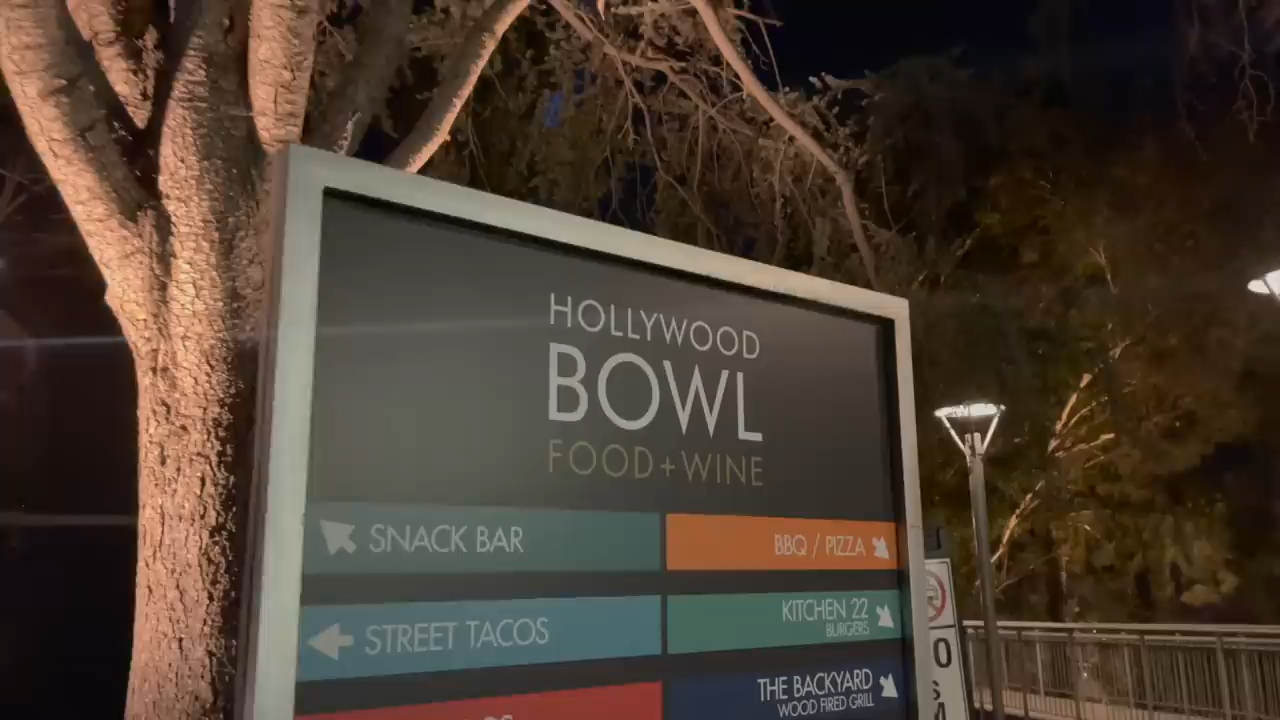 HOLLYWOOD
BOWL
FOOD+WINE
SNACK BAR
BBQ / PIZZA
STREET TACOS
KITCHEN 22
BURGERS
THE BACKYARD
WOOD FIRED GRILL